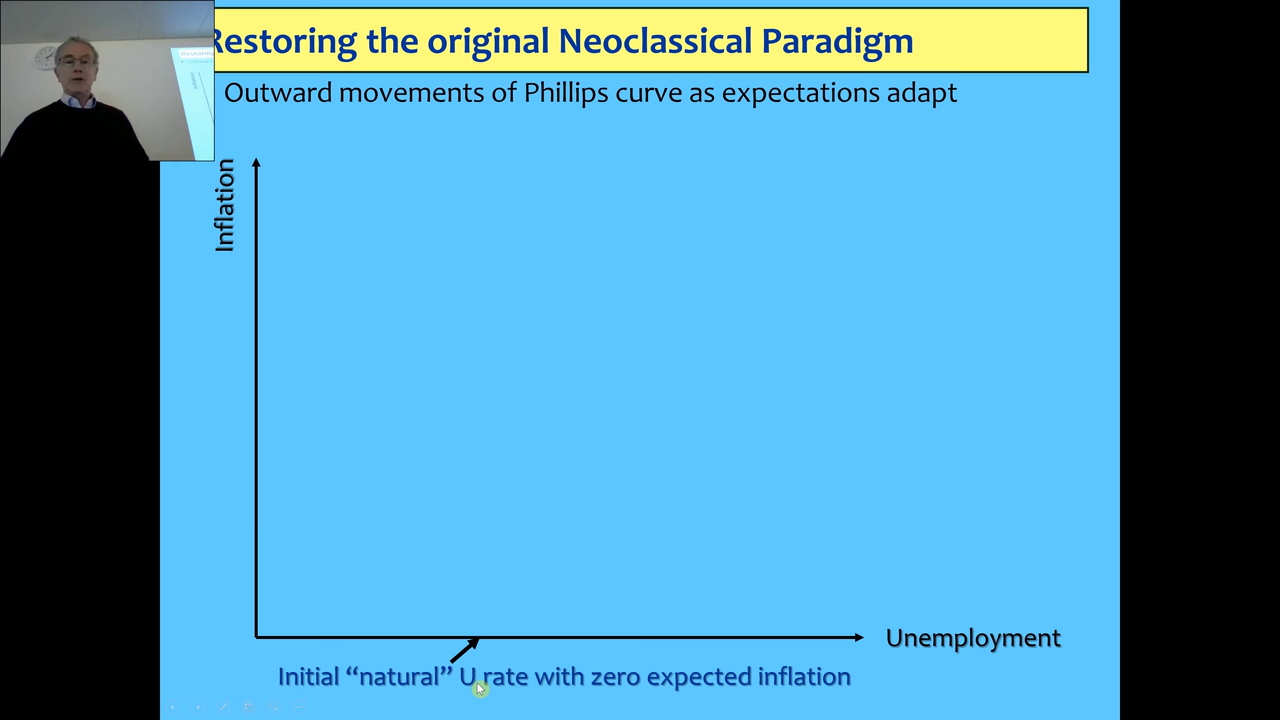 Restoring the original Neoclassical Paradigm
Outward movements of Phillips curve as expectations adapt
Inflation
Unemployment
Initial “natural” U rate with zero expected inflation